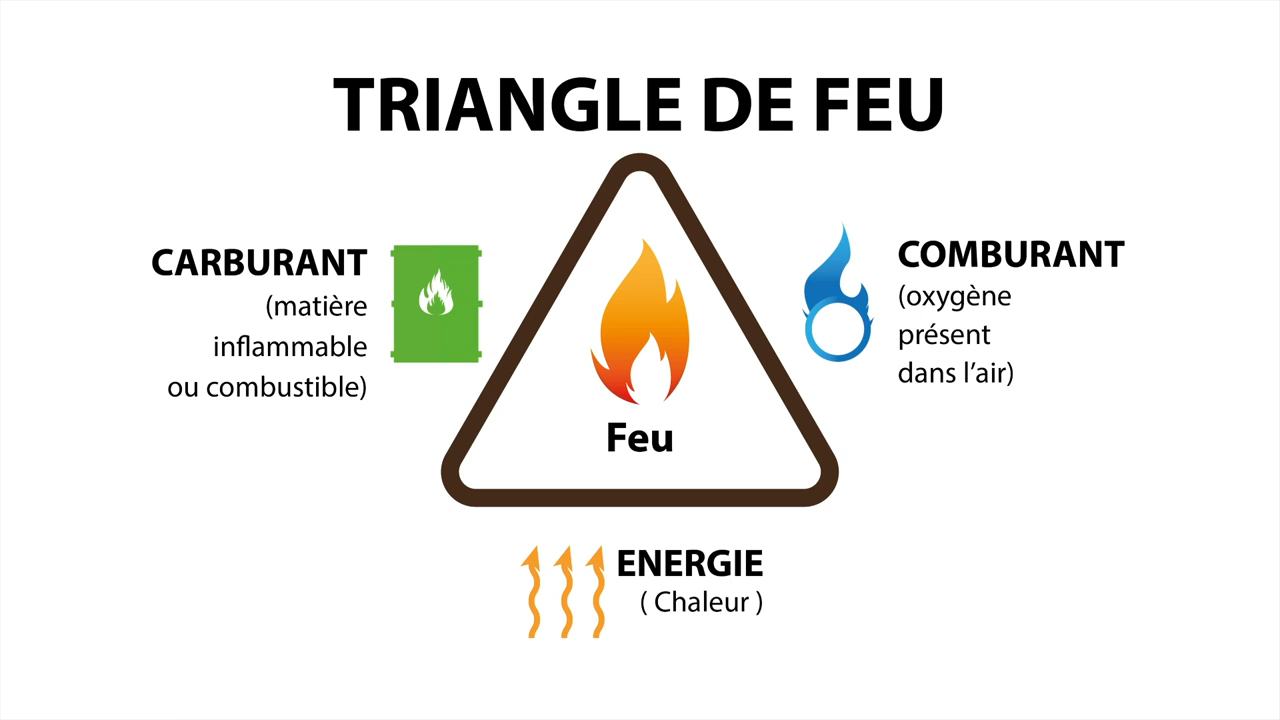 TRIANGLE DE FEU
CARBURANT
(matière
inflammable
ou combustible)
COMBURANT
(oxygène
présent
dans l’air)
Feu
ENERGIE
( Chaleur )